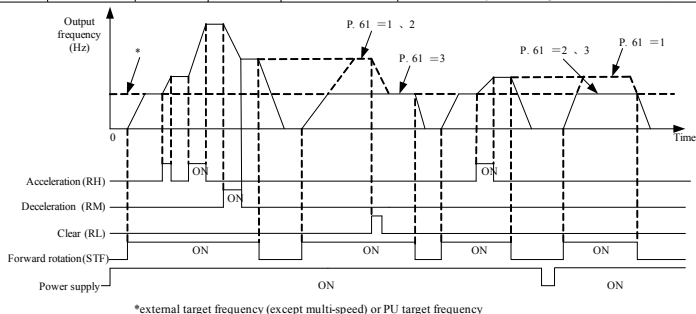 Output
frequency
(Hz)
*
P. 61 =1 、2
P. 61 =3
P. 61 =2 、3
P. 61 =1
0
Time
Acceleration (RH)
ON
ON
Deceleration (RM)
ON
Clear (RL)
Forward rotation(STF)
ON
ON
ON
ON
Power supply
ON
ON
*external target frequency (except multi-speed) or PU target frequency